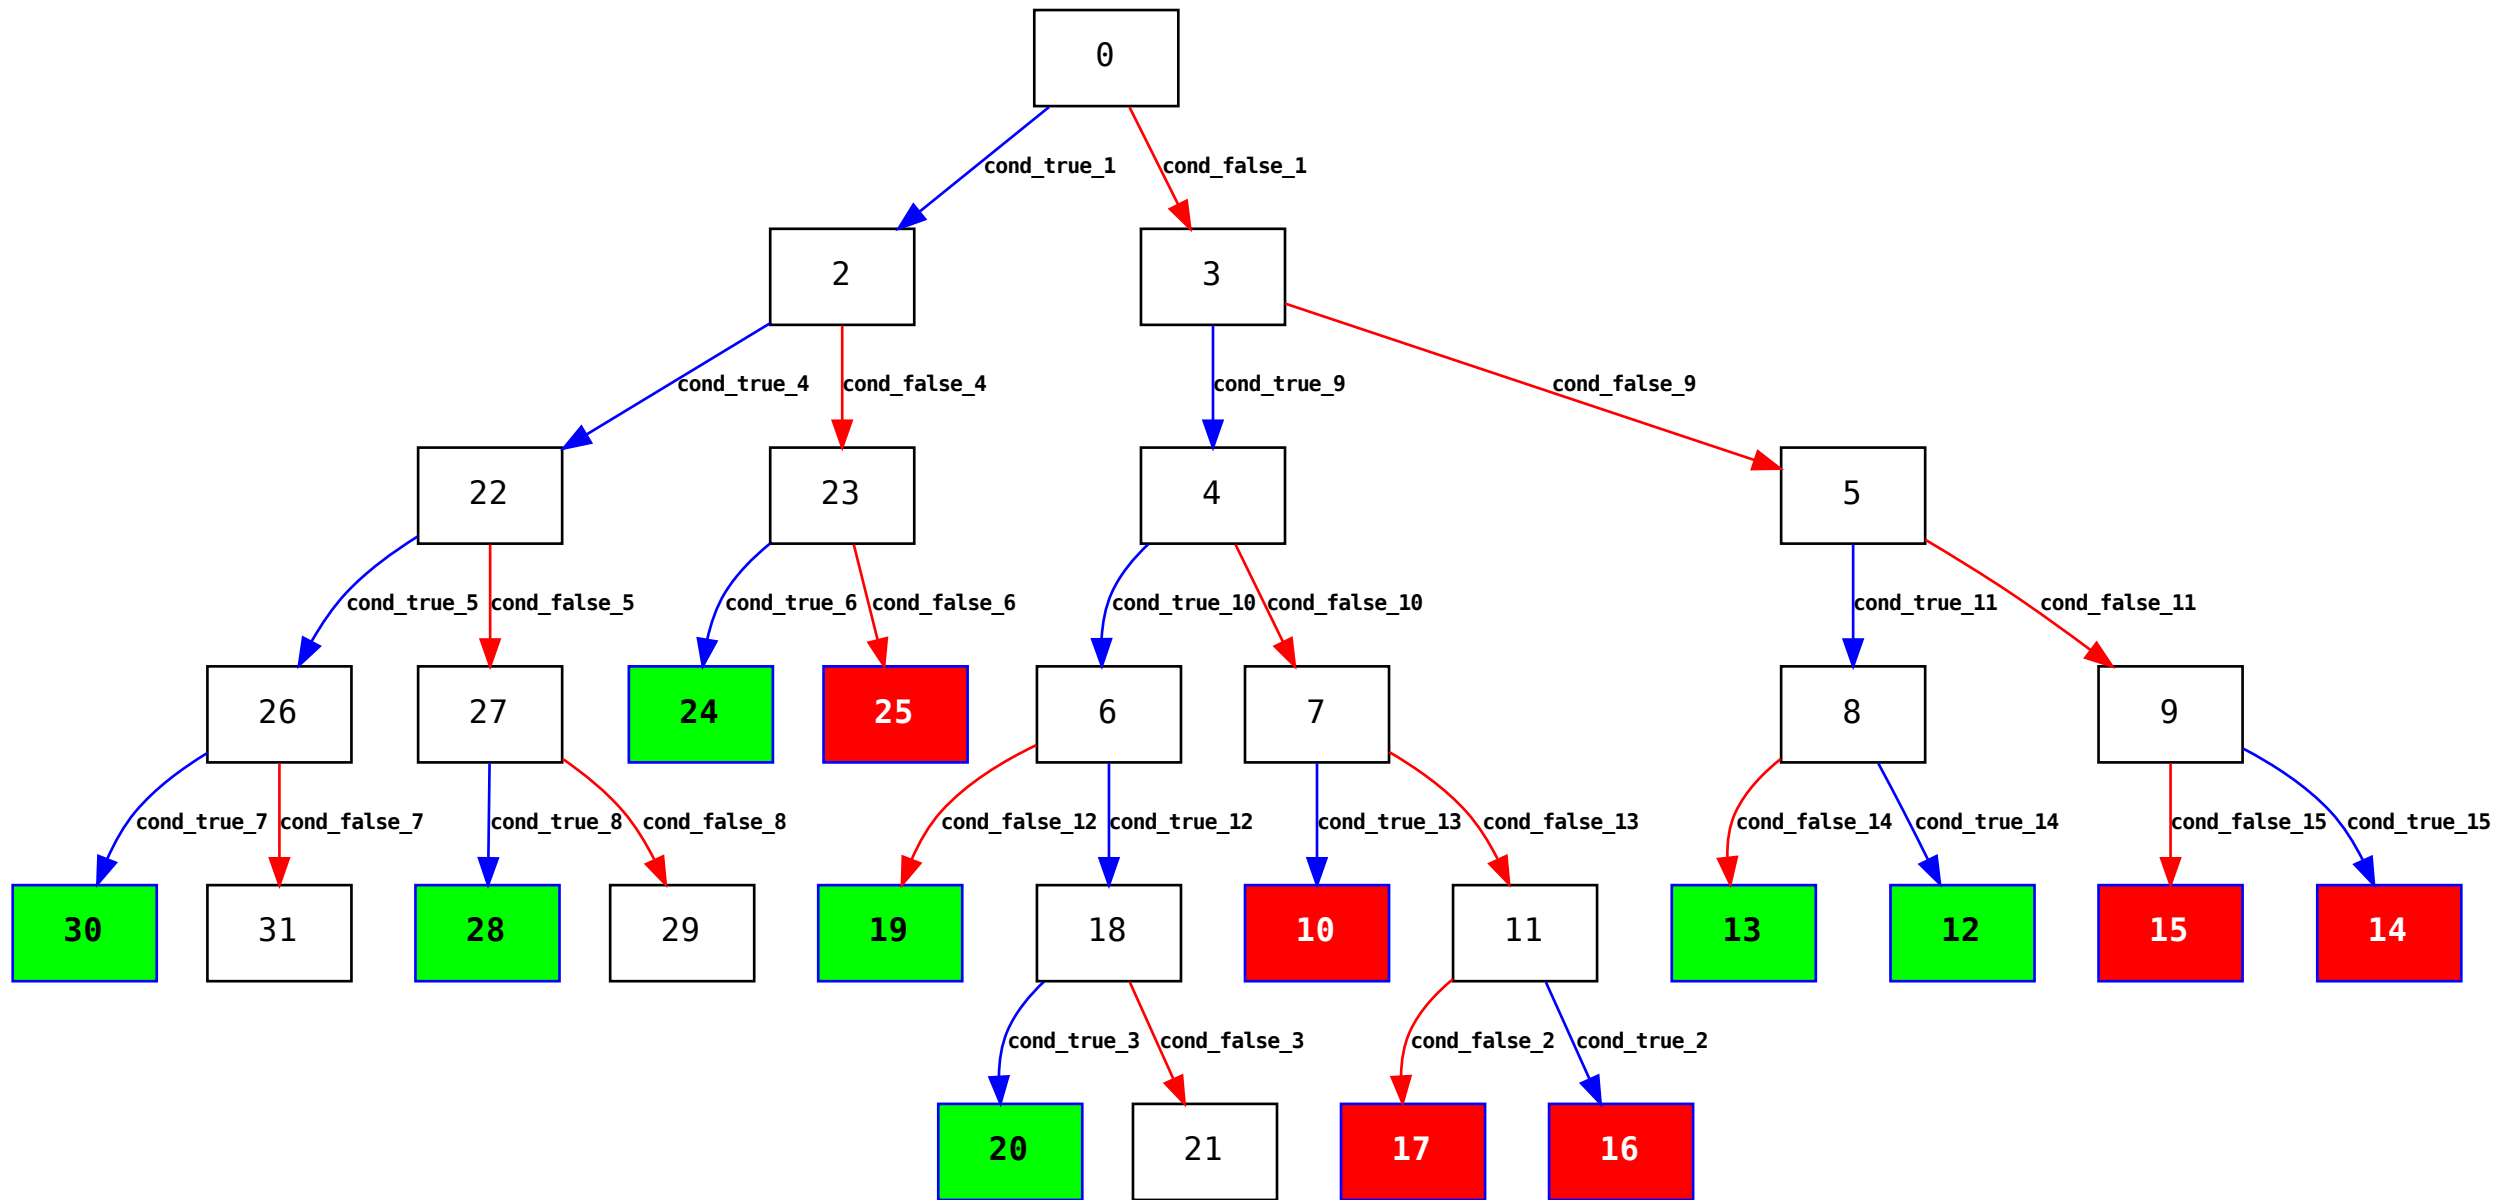 0
cond_true_1
cond_false_1
2
3
cond_true_4
cond_false_4
cond_true_9
cond_false_9
22
23
4
5
cond_true_5
cond_false_5
cond_true_6
cond_false_6
cond_true_10
cond_false_10
cond_true_11
cond_false_11
26
27
24
25
6
7
8
9
cond_true_7
cond_false_7
cond_true_8
cond_false_8
cond_false_12
cond_true_12
cond_true_13
cond_false_13
cond_false_14
cond_true_14
cond_false_15
cond_true_15
30
31
28
29
19
18
10
11
13
12
15
14
cond_true_3
cond_false_3
cond_false_2
cond_true_2
20
21
17
16